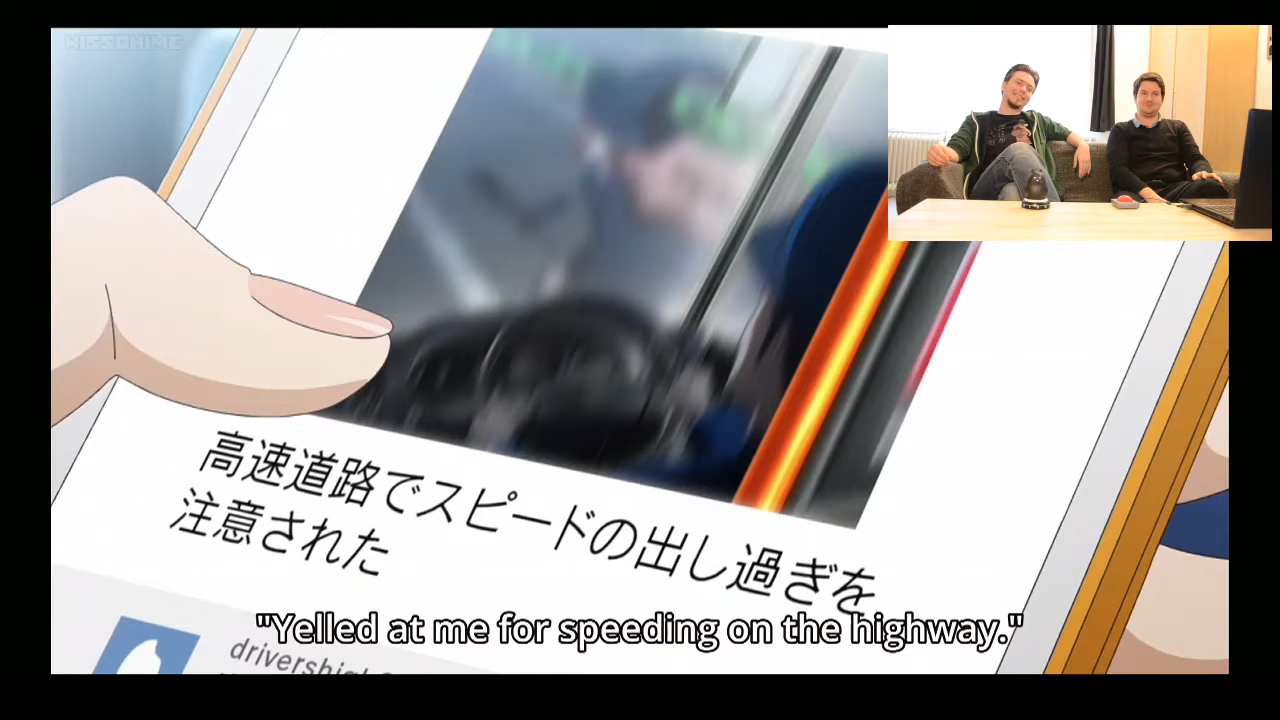 高速道路でスピードの出し過ぎを
注意された
"Yelled at me for speeding on the highway."